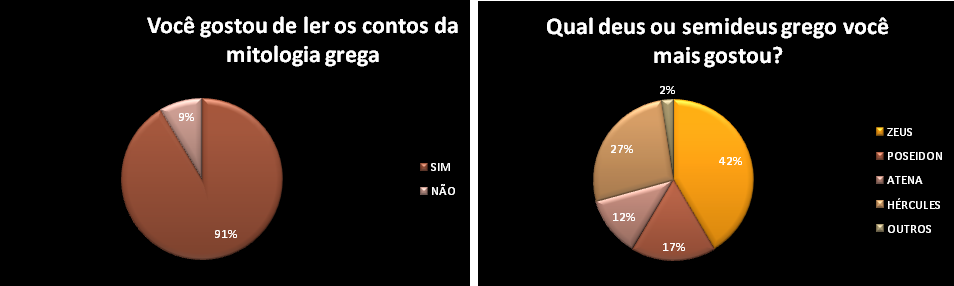 Você gostou de ler os contos da
mitologia grega
9%
91%
SIM
NÃO
Qual deus ou semideus grego você
mais gostou?
2%
27%
42%
12%
17%
ZEUS
POSEIDON
ATENA
HÉRCULES
OUTROS